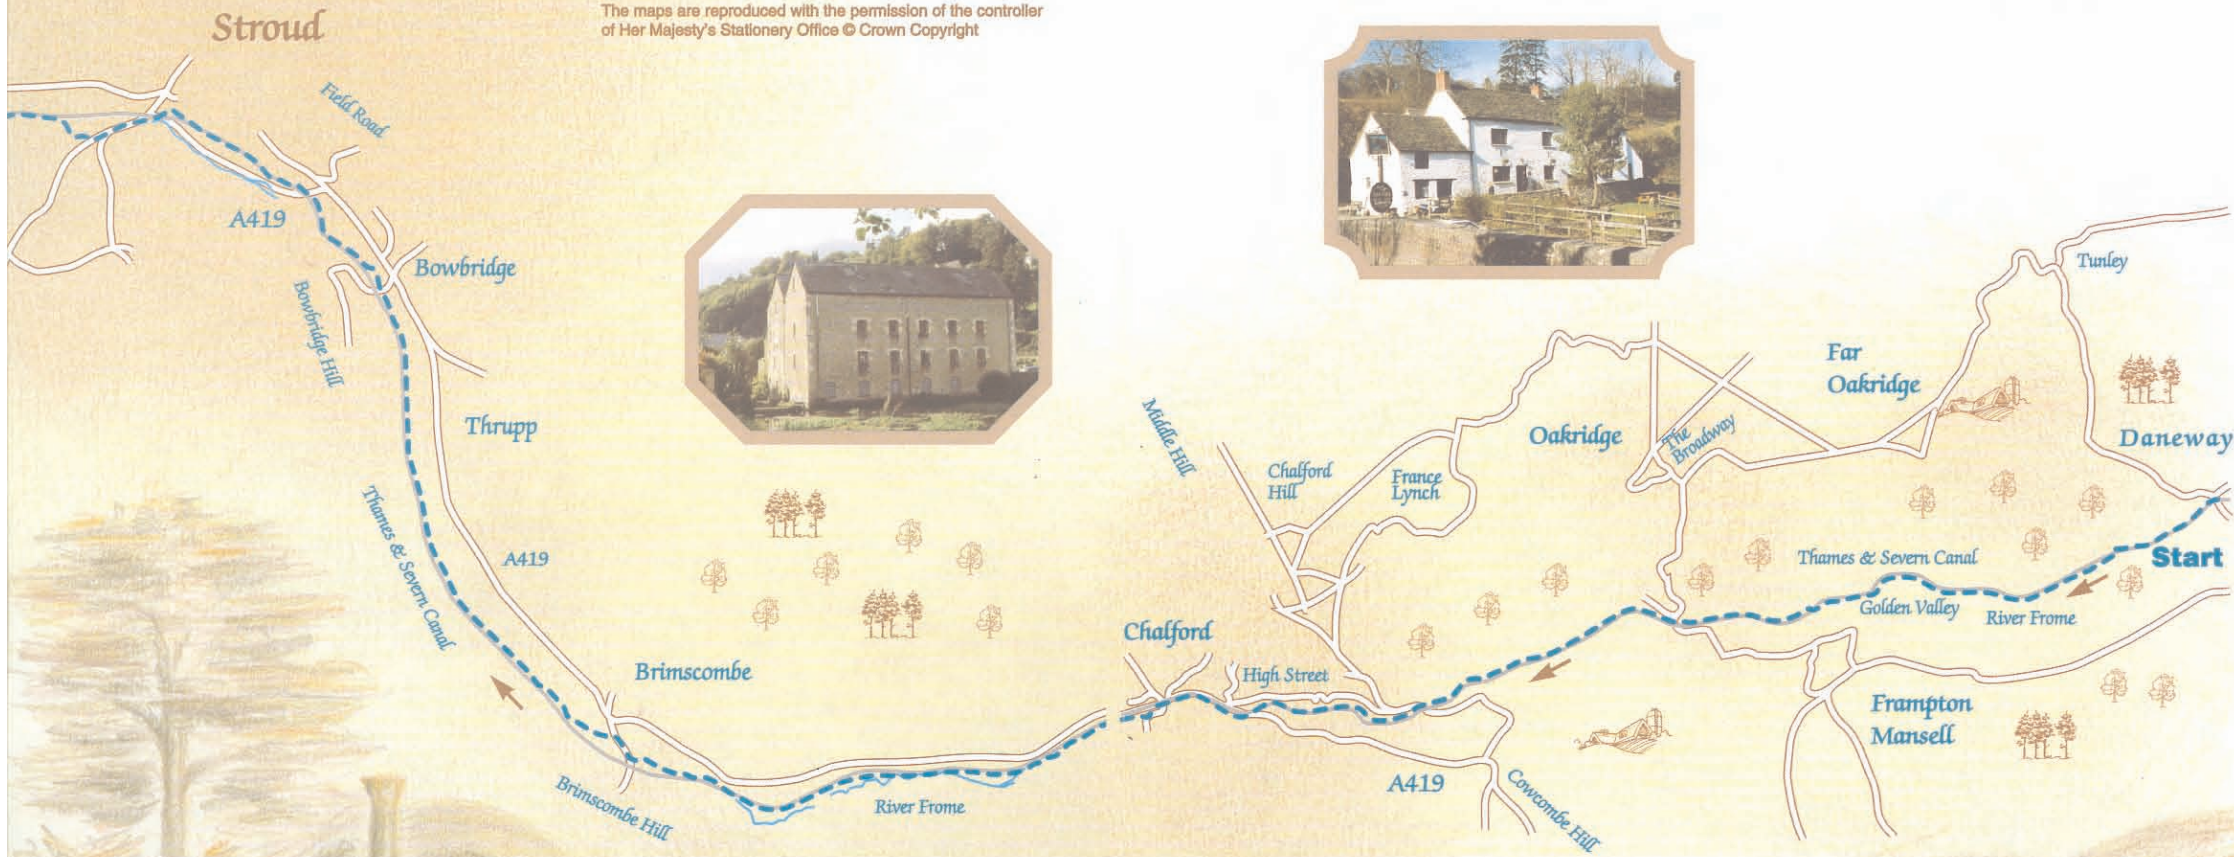 Stroud
The maps are reproduced with the permission of the controller
of Her Majesty's Stationery Office © Crown Copyright
Field Road
A419
Bowbridge
Bowbridge Hill
Thrupp
Thames & Severn Canal
A419
Brimscombe
Brimscombe Hill
River Frome
Chalford
Middle Hill
Chalford
Hill
France
Lynch
High Street
A419
Cowcombe Hill
Oakridge
The
Broadway
Far
Oakridge
Tunley
Daneway
Start
Thames & Severn Canal
Golden Valley
River Frome
Frampton
Mansell